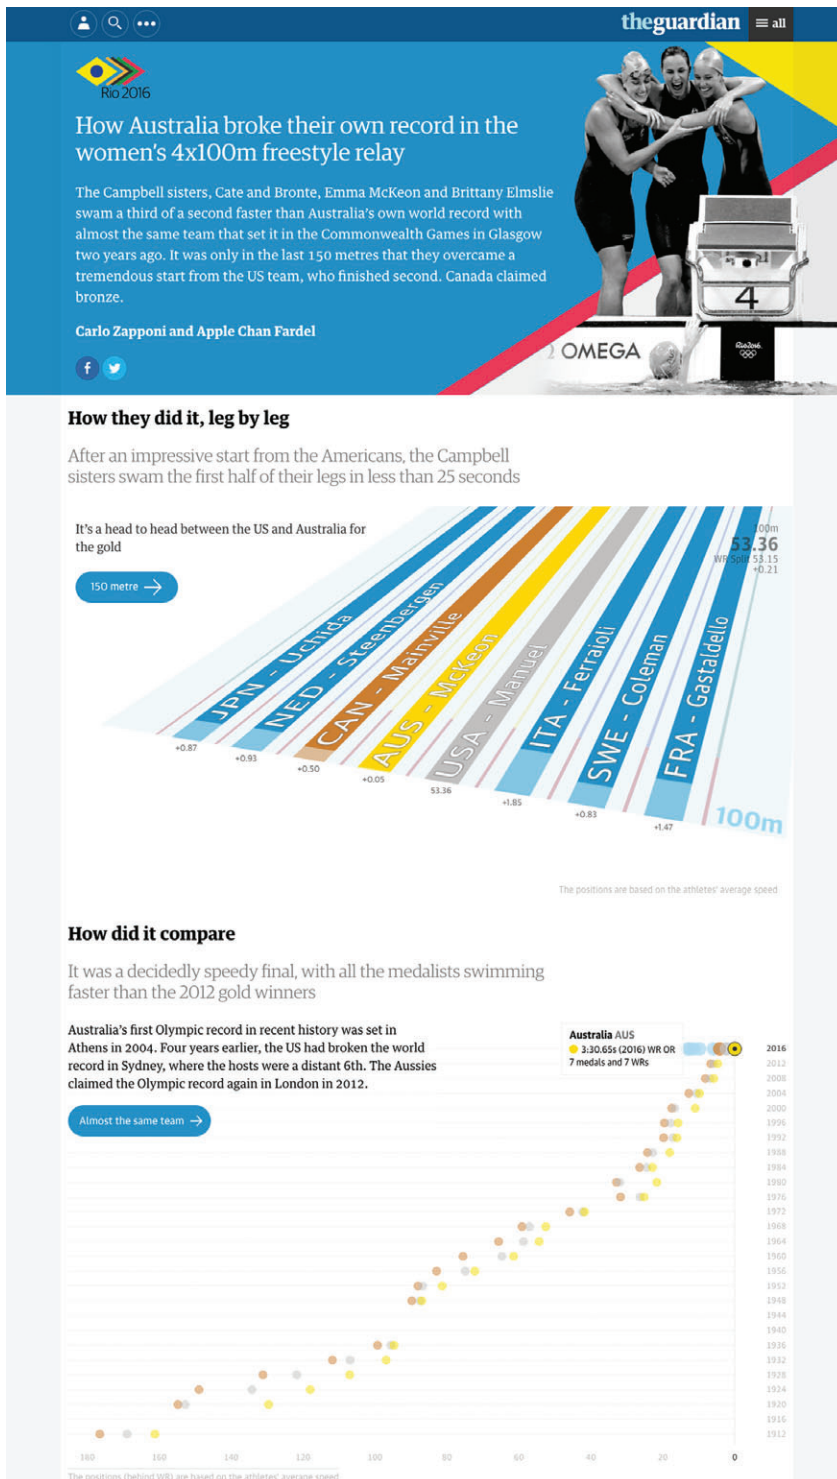 theguardian
all
Rio 2016
How Australia broke their own record in the
women's 4x100m freestyle relay
The Campbell sisters, Cate and Bronte, Emma McKeon and Brittany Elmslie
swam a third of a second faster than Australia's own world record with
almost the same team that set it in the Commonwealth Games in Glasgow
two years ago. It was only in the last 150 metres that they overcame a
tremendous start from the US team, who finished second. Canada claimed
bronze.
Carlo Zapponi and Apple Chan Fardel
4
OMEGA
Rio2016
How they did it, leg by leg
After an impressive start from the Americans, the Campbell
sisters swam the first half of their legs in less than 25 seconds
It's a head to head between the US and Australia for
the gold
150 metre →
100m
53.36
WR Split 53.15
+0.21
JPN - Uchida
NED - Steenbergen
CAN - Mainville
AUS - McKeon
USA - Manuel
ITA - Ferraioli
SWE - Coleman
FRA - Gastaldello
+0.87
+0.93
+0.50
+0.05
53.36
+1.85
+0.83
+1.47
100m
The positions are based on the athletes' average speed
How did it compare
It was a decidedly speedy final, with all the medalists swimming
faster than the 2012 gold winners
Australia's first Olympic record in recent history was set in
Athens in 2004. Four years earlier, the US had broken the world
record in Sydney, where the hosts were a distant 6th. The Aussies
claimed the Olympic record again in London in 2012.
Almost the same team →
Australia AUS
3:30.65s (2016) WR OR
7 medals and 7 WRs
2016
2012
2008
2004
2000
1996
1992
1988
1984
1980
1976
1972
1968
1964
1960
1956
1952
1948
1944
1940
1936
1932
1928
1924
1920
1916
1912
180 160 140 120 100 80 60 40 20 0
The positions (behind WR) are based on the athletes' average speed